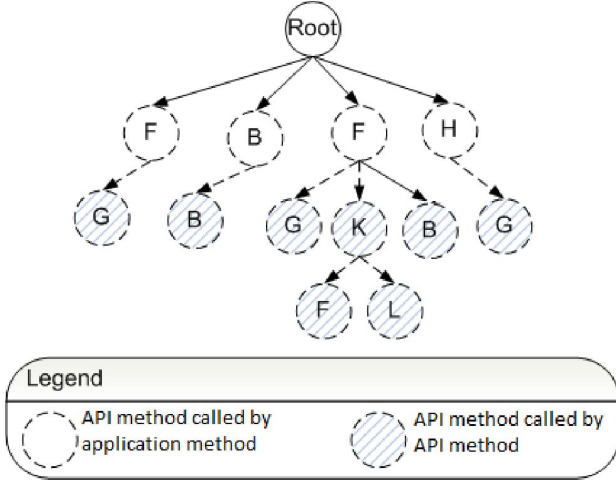 Root
F
B
F
H
G
B
G
K
B
G
F
L
Legend
API method called by
application method
API method called by
API method